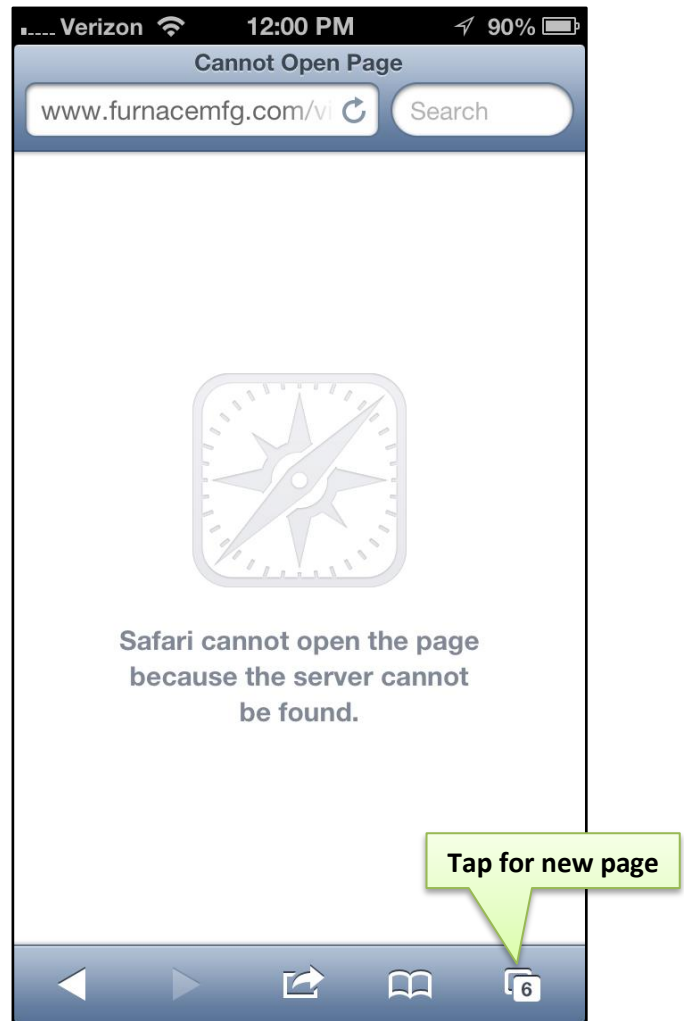 Verizon 12:00 PM 90%
Cannot Open Page
www.furnacemfg.com/vi Search
Safari cannot open the page
because the server cannot
be found.
Tap for new page
6